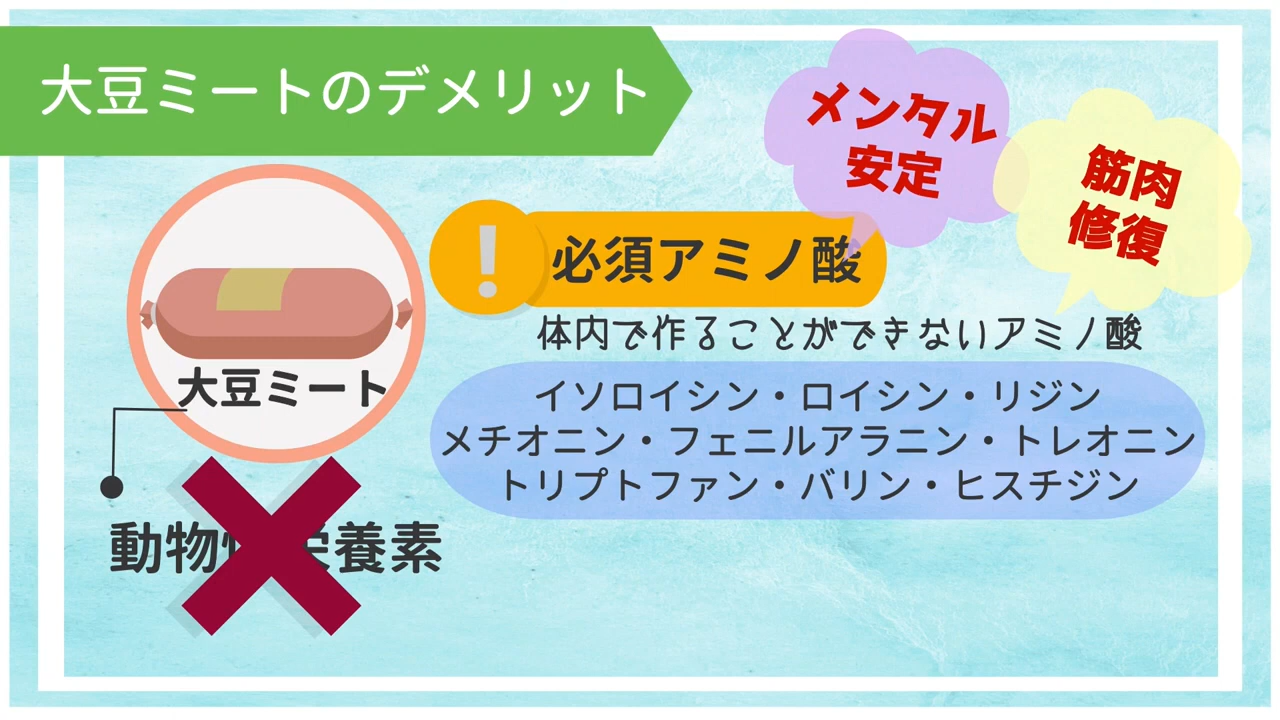 大豆ミートのデメリット
メンタル
安定
筋肉
修復
!
必須アミノ酸
体内で作ることができないアミノ酸
イソロイシン・ロイシン・リジン
メチオニン・フェニルアラニン・トレオニン
トリプトファン・バリン・ヒスチジン
大豆ミート
動物性栄養素